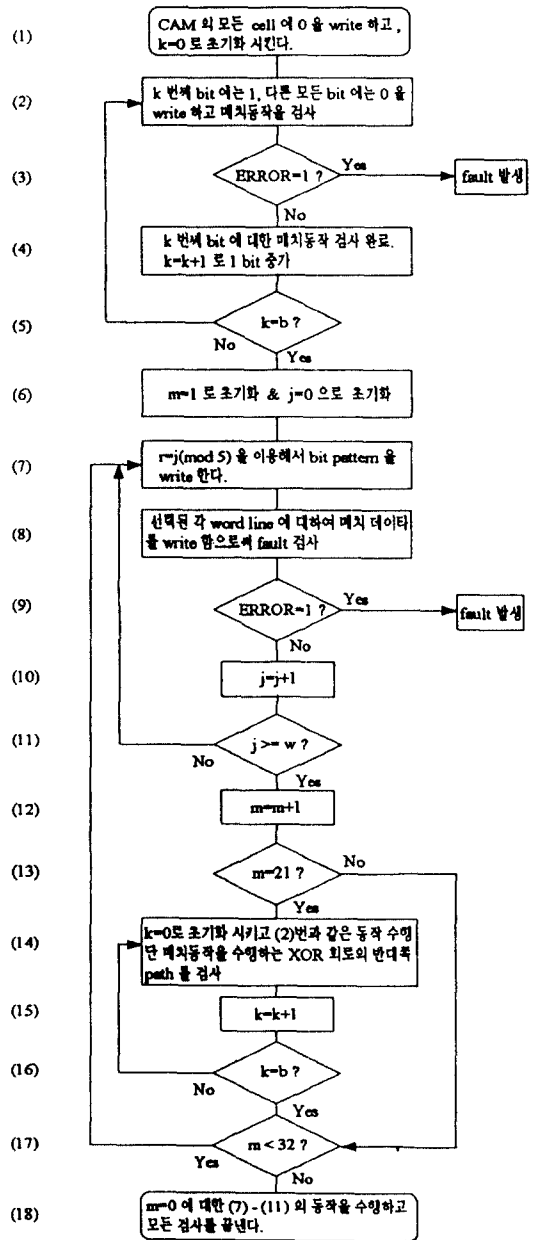 (1)
CAM 의 모든 cell 에 0 을 write 하고,
k=0 로 초기화 시킨다.
(2)
k 번째 bit 에는 1, 다른 모든 bit 에는 0 을
write 하고 매치동작을 검사
(3)
ERROR=1 ?
Yes
fault 발생
No
(4)
k 번째 bit 에 대한 매치동작 검사 완료.
k=k+1 로 1 bit 증가
(5)
k=b ?
No
Yes
(6)
m=1 로 초기화 & j=0 으로 초기화
(7)
r=j(mod 5) 을 이용해서 bit pattern 을
write 한다.
(8)
선택된 각 word line 에 대하여 매치 데이타
를 write 함으로써 fault 검사
(9)
ERROR=1 ?
Yes
fault 발생
No
(10)
j=j+1
(11)
j >= w ?
No
Yes
(12)
m=m+1
(13)
m=21 ?
No
Yes
(14)
k=0로 초기화 시키고 (2)번과 같은 동작 수행
단 매치동작을 수행하는 XOR 회로의 반대쪽
path 를 검사
(15)
k=k+1
(16)
k=b ?
No
Yes
(17)
m < 32 ?
Yes
No
(18)
m=0 에 대한 (7) - (11) 의 동작을 수행하고
모든 검사를 끝낸다.